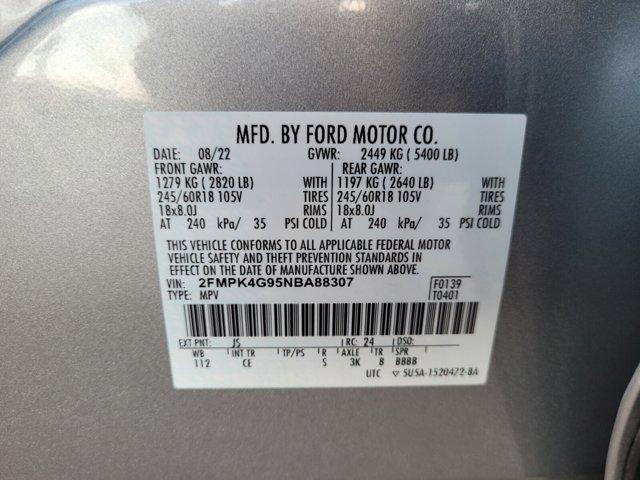 MFD. BY FORD MOTOR CO.
DATE: 08/22 GVWR: 2449 KG ( 5400 LB)
FRONT GAWR: REAR GAWR:
1279 KG ( 2820 LB) WITH 1197 KG ( 2640 LB) WITH
245/60R18 105V TIRES 245/60R18 105V TIRES
18x8.0J RIMS 18x8.0J RIMS
AT 240 kPa/ 35 PSI COLD AT 240 kPa/ 35 PSI COLD
THIS VEHICLE CONFORMS TO ALL APPLICABLE FEDERAL MOTOR
VEHICLE SAFETY AND THEFT PREVENTION STANDARDS IN
EFFECT ON THE DATE OF MANUFACTURE SHOWN ABOVE.
VIN: 2FMPK4G95NBA88307 F0139
TYPE: MPV T0401
EXT PNT: JS RC: 24 DSO:
WB INT TR TP/PS R AXLE TR SPR
112 CE S 3K 8 BBBB
UTC ▽ 5U5A-1520472-BA